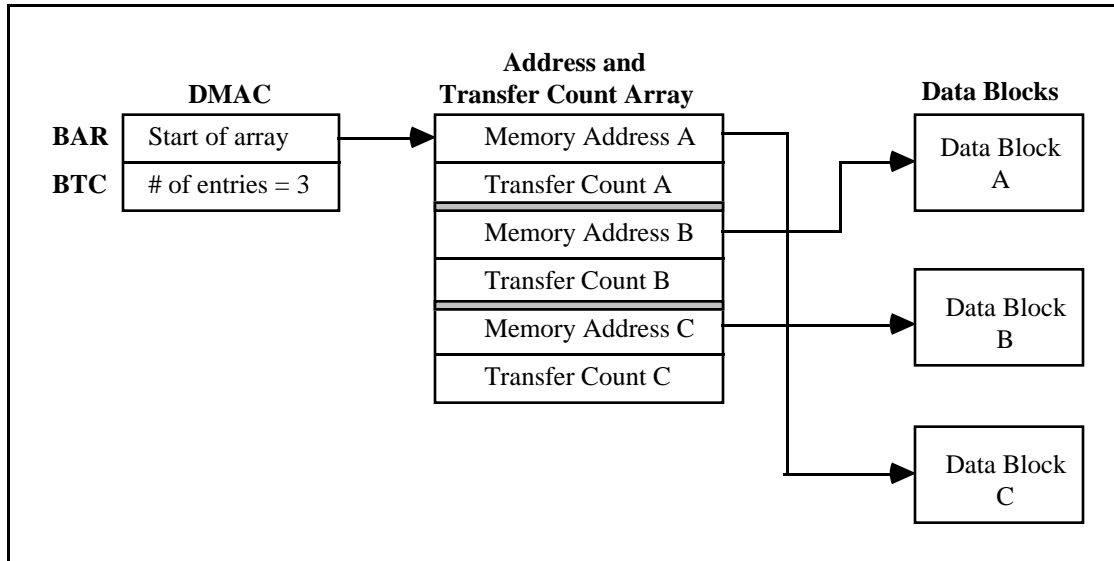 DMAC
BAR Start of array
BTC # of entries = 3
Address and
Transfer Count Array
Memory Address A
Transfer Count A
Memory Address B
Transfer Count B
Memory Address C
Transfer Count C
Data Blocks
Data Block
A
Data Block
B
Data Block
C